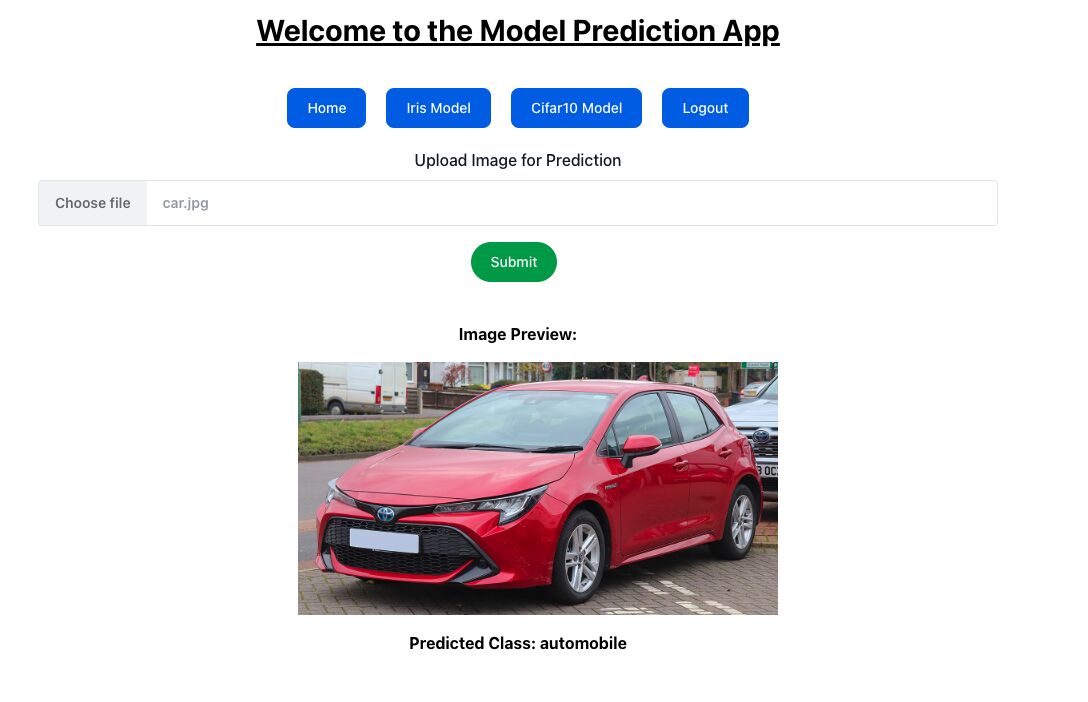 Welcome to the Model Prediction App
Home
Iris Model
Cifar10 Model
Logout
Upload Image for Prediction
Choose file
car.jpg
Submit
Image Preview:
Predicted Class: automobile